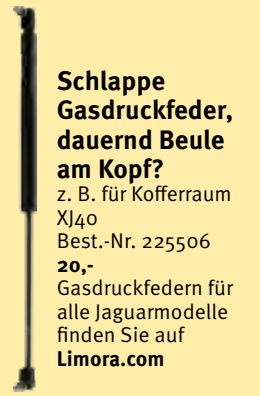 Schlappe
Gasdruckfeder,
dauernd Beule
am Kopf?
z. B. für Kofferraum
XJ40
Best.-Nr. 225506
20,-
Gasdruckfedern für
alle Jaguarmodelle
finden Sie auf
Limora.com